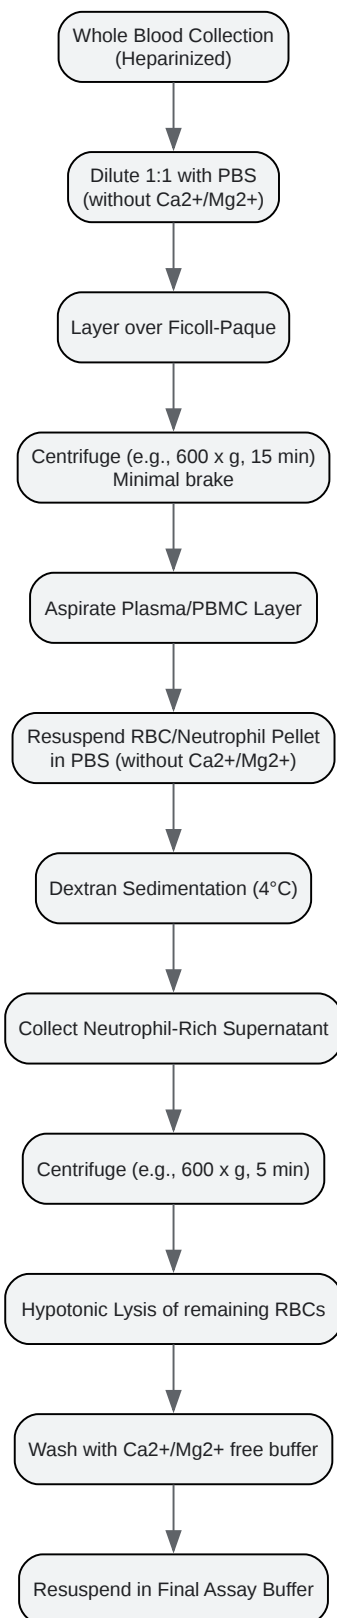 Whole Blood Collection
(Heparinized)
Dilute 1:1 with PBS
(without Ca2+/Mg2+)
Layer over Ficoll-Paque
Centrifuge (e.g., 600 x g, 15 min)
Minimal brake
Aspirate Plasma/PBMC Layer
Resuspend RBC/Neutrophil Pellet
in PBS (without Ca2+/Mg2+)
Dextran Sedimentation (4°C)
Collect Neutrophil-Rich Supernatant
Centrifuge (e.g., 600 x g, 5 min)
Hypotonic Lysis of remaining RBCs
Wash with Ca2+/Mg2+ free buffer
Resuspend in Final Assay Buffer